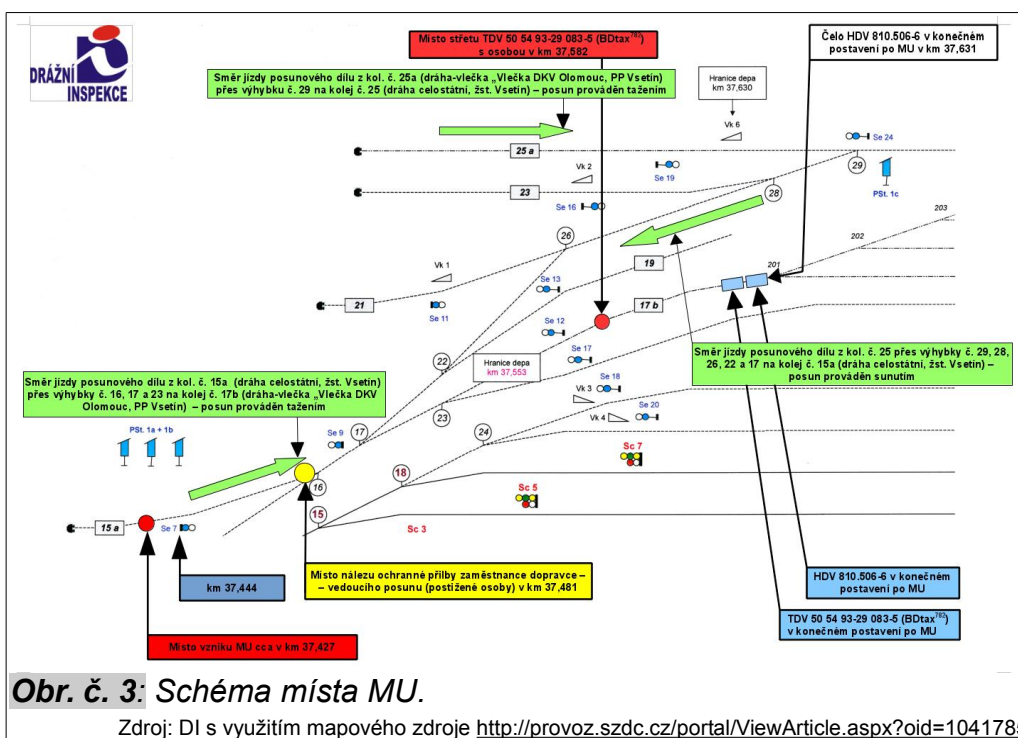 DRÁŽNÍ
INSPEKCE
Místo střetu TDV 50 54 93-29 083-5 (BDtax⁷⁸²)
s osobou v km 37,582
Čelo HDV 810.506-6 v konečném
postavení po MU v km 37,631
Směr jízdy posunového dílu z kol. č. 25a (dráha-vlečka „Vlečka DKV Olomouc, PP Vsetín)
přes výhybku č. 29 na kolej č. 25 (dráha celostátní, žst. Vsetín) – posun prováděn tažením
Hranice depa
km 37,630
Vk 6
Se 24
25 a
29
Vk 2
Se 19
PSt. 1c
23
28
Se 16
203
26
202
Vk 1
19
201
Se 13
21
17 b
Se 11
Se 12
Směr jízdy posunového dílu z kol. č. 25 přes výhybky č. 29, 28,
26, 22 a 17 na kolej č. 15a (dráha celostátní, žst. Vsetín) –
posun prováděn sunutím
Se 17
22
Hranice depa
km 37,553
Směr jízdy posunového dílu z kol. č. 15a (dráha celostátní, žst. Vsetín)
přes výhybky č. 16, 17 a 23 na kolej č. 17b (dráha-vlečka „Vlečka DKV
Olomouc, PP Vsetín) – posun prováděn tažením
Se 18
Vk 3
23
Vk 4
Se 20
PSt. 1a + 1b
Se 9
17
24
Sc 7
18
16
Sc 5
15
15 a
Se 7
Sc 3
km 37,444
Místo nálezu ochranné přilby zaměstnance dopravce –
– vedoucího posunu (postižené osoby) v km 37,481
HDV 810.506-6 v konečném
postavení po MU
TDV 50 54 93-29 083-5 (BDtax⁷⁸²)
v konečném postavení po MU
Místo vzniku MU cca v km 37,427
Obr. č. 3: Schéma místa MU.
Zdroj: DI s využitím mapového zdroje http://provoz.szdc.cz/portal/ViewArticle.aspx?oid=1041785